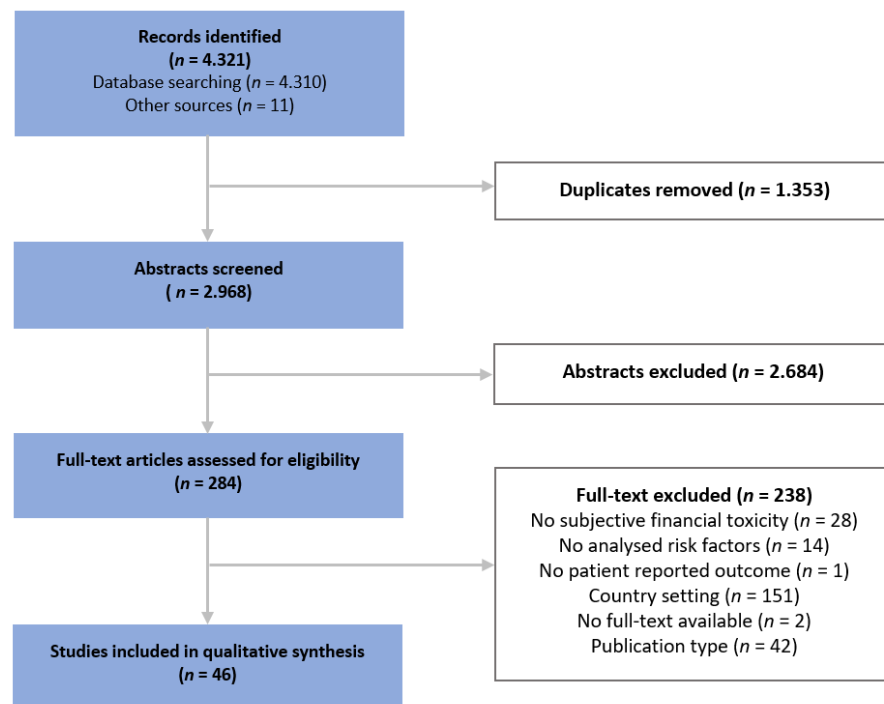 Records identified
(n = 4.321)
Database searching (n = 4.310)
Other sources (n = 11)
Duplicates removed (n = 1.353)
Abstracts screened
( n = 2.968)
Abstracts excluded (n = 2.684)
Full-text articles assessed for eligibility
(n = 284)
Full-text excluded (n = 238)
No subjective financial toxicity (n = 28)
No analysed risk factors (n = 14)
No patient reported outcome (n = 1)
Country setting (n = 151)
No full-text available (n = 2)
Publication type (n = 42)
Studies included in qualitative synthesis
(n = 46)